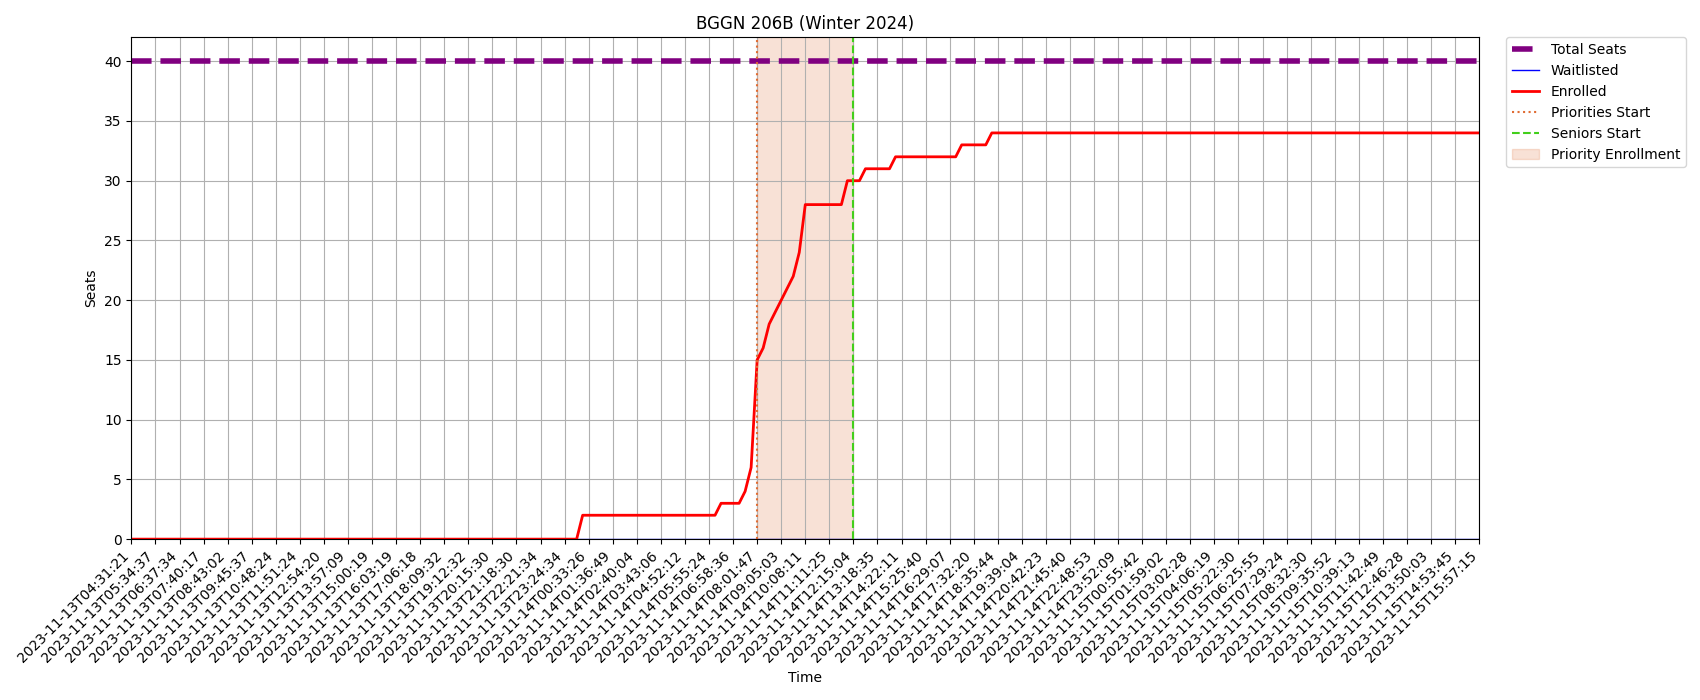 BGGN 206B (Winter 2024)
Total Seats
Waitlisted
Enrolled
Priorities Start
Seniors Start
Priority Enrollment
Seats
40
35
30
25
20
15
10
5
0
2023-11-13T04:31:21
2023-11-13T05:34:37
2023-11-13T06:37:34
2023-11-13T07:40:17
2023-11-13T08:43:02
2023-11-13T09:45:37
2023-11-13T10:48:24
2023-11-13T11:51:24
2023-11-13T12:54:20
2023-11-13T13:57:09
2023-11-13T15:00:19
2023-11-13T16:03:19
2023-11-13T17:06:18
2023-11-13T18:09:32
2023-11-13T19:12:32
2023-11-13T20:15:30
2023-11-13T21:18:30
2023-11-13T22:21:34
2023-11-13T23:24:34
2023-11-14T00:33:26
2023-11-14T01:36:49
2023-11-14T02:40:04
2023-11-14T03:43:06
2023-11-14T04:52:12
2023-11-14T05:55:24
2023-11-14T06:58:36
2023-11-14T08:01:47
2023-11-14T09:05:03
2023-11-14T10:08:11
2023-11-14T11:11:25
2023-11-14T12:15:04
2023-11-14T13:18:35
2023-11-14T14:22:11
2023-11-14T15:25:40
2023-11-14T16:29:07
2023-11-14T17:32:20
2023-11-14T18:35:44
2023-11-14T19:39:04
2023-11-14T20:42:23
2023-11-14T21:45:40
2023-11-14T22:48:53
2023-11-14T23:52:09
2023-11-15T00:55:42
2023-11-15T01:59:02
2023-11-15T03:02:28
2023-11-15T04:06:19
2023-11-15T05:22:30
2023-11-15T06:25:55
2023-11-15T07:29:24
2023-11-15T08:32:30
2023-11-15T09:35:52
2023-11-15T10:39:13
2023-11-15T11:42:49
2023-11-15T12:46:28
2023-11-15T13:50:03
2023-11-15T14:53:45
2023-11-15T15:57:15
Time